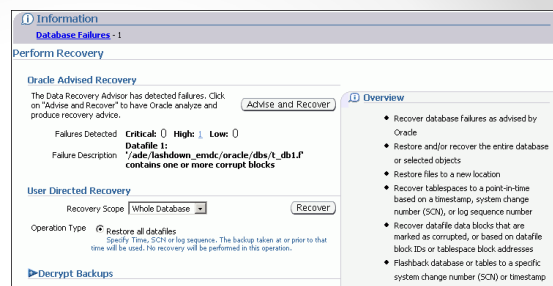 Information
Database Failures - 1
Perform Recovery
Oracle Advised Recovery
The Data Recovery Advisor has detected failures. Click
on "Advise and Recover" to have Oracle analyze and
produce recovery advice.
Advise and Recover
Failures Detected Critical: 0 High: 1 Low: 0
Failure Description Datafile 1:
'/ade/lashdown_emdc/oracle/dbs/t_db1.f'
contains one or more corrupt blocks
User Directed Recovery
Recovery Scope Whole Database Recover
Operation Type Restore all datafiles
Specify Time, SCN or log sequence. The backup taken at or prior to that
time will be used. No recovery will be performed in this operation.
Decrypt Backups
Overview
Recover database failures as advised by
Oracle
Restore and/or recover the entire database
or selected objects
Restore files to a new location
Recover tablespaces to a point-in-time
based on a timestamp, system change
number (SCN), or log sequence number
Recover datafile data blocks that are
marked as corrupted, or based on datafile
block IDs or tablespace block addresses
Flashback database or tables to a specific
system change number (SCN) or timestamp